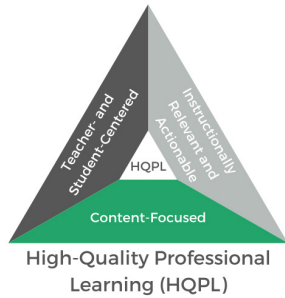 Teacher- and
Student-Centered
Instructionally
Relevant and
Actionable
HQPL
Content-Focused
High-Quality Professional
Learning (HQPL)